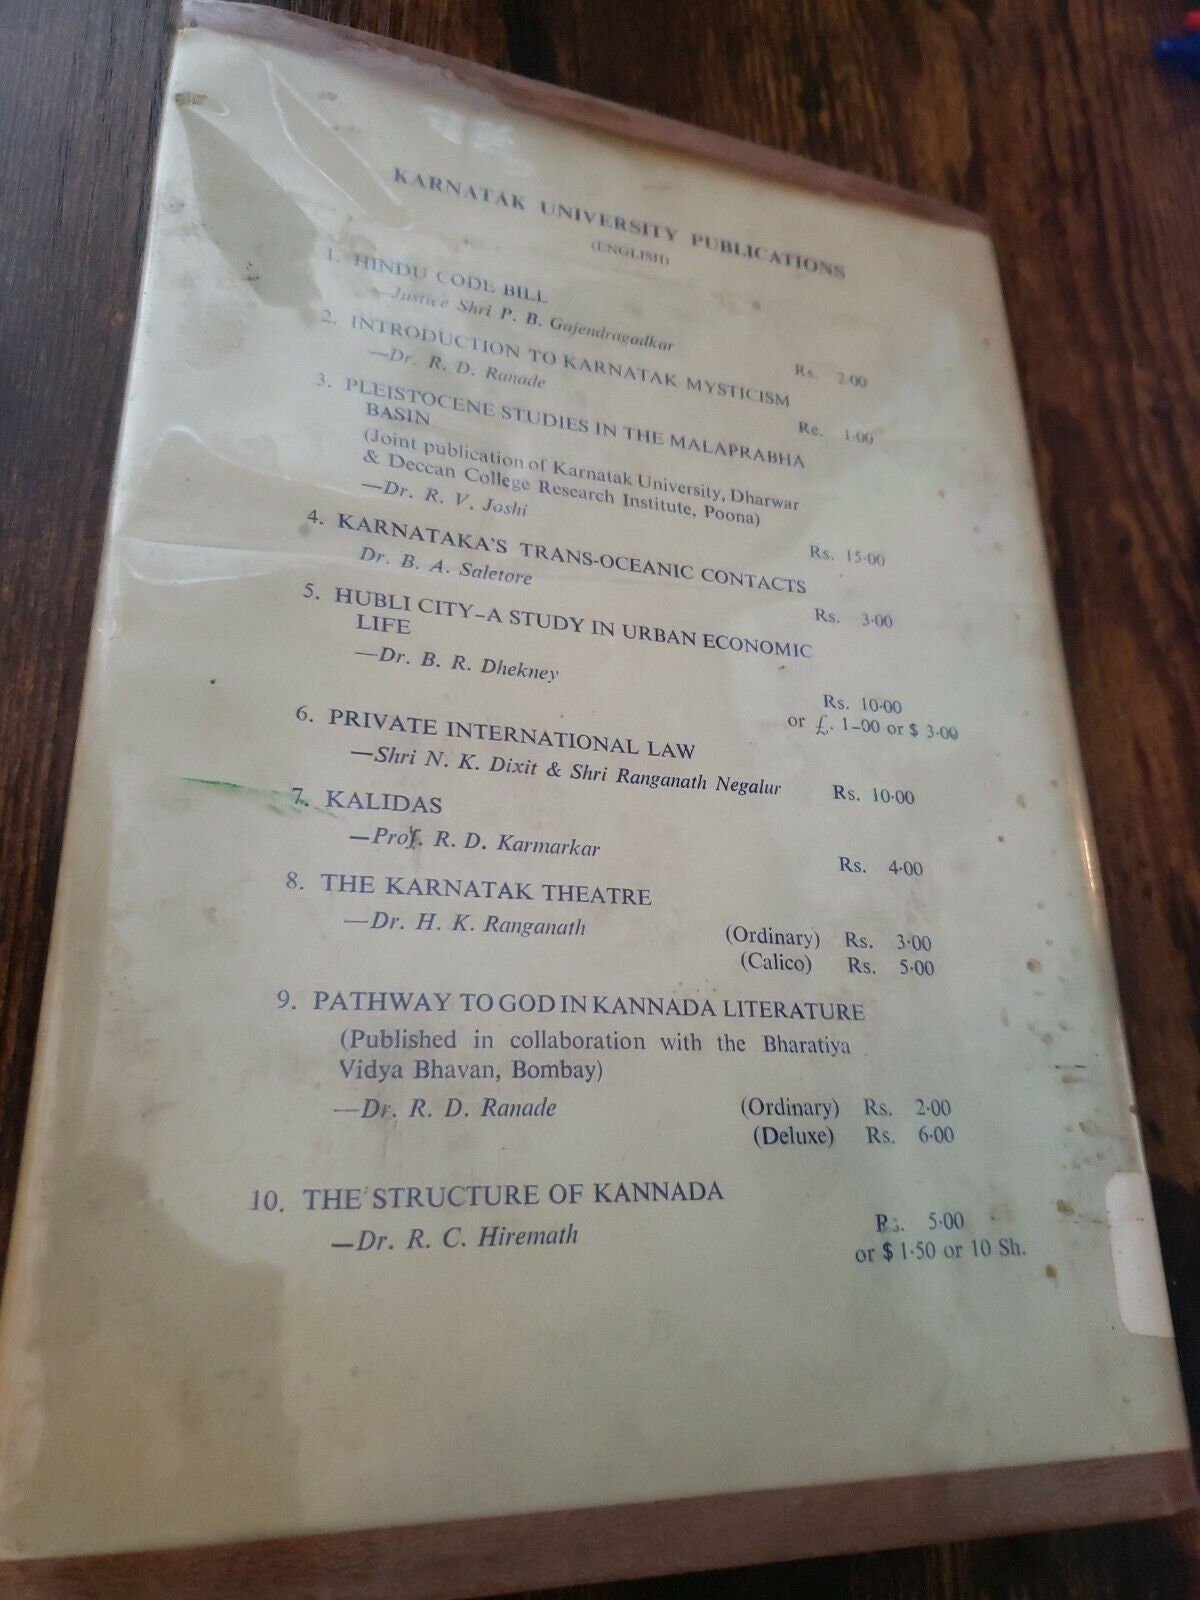 KARNATAK UNIVERSITY PUBLICATIONS
(ENGLISH)
1. HINDU CODE BILL
—Justice Shri P. B. Gajendragadkar
Rs. 2·00
2. INTRODUCTION TO KARNATAK MYSTICISM
—Dr. R. D. Ranade
Re. 1·00
3. PLEISTOCENE STUDIES IN THE MALAPRABHA
BASIN
(Joint publication of Karnatak University, Dharwar
& Deccan College Research Institute, Poona)
—Dr. R. V. Joshi
Rs. 15·00
4. KARNATAKA'S TRANS-OCEANIC CONTACTS
Dr. B. A. Saletore
Rs. 3·00
5. HUBLI CITY–A STUDY IN URBAN ECONOMIC
LIFE
—Dr. B. R. Dhekney
Rs. 10·00
or £. 1–00 or $ 3·00
6. PRIVATE INTERNATIONAL LAW
—Shri N. K. Dixit & Shri Ranganath Negalur Rs. 10·00
7. KALIDAS
—Prof. R. D. Karmarkar
Rs. 4·00
8. THE KARNATAK THEATRE
—Dr. H. K. Ranganath (Ordinary) Rs. 3·00
(Calico) Rs. 5·00
9. PATHWAY TO GOD IN KANNADA LITERATURE
(Published in collaboration with the Bharatiya
Vidya Bhavan, Bombay)
—Dr. R. D. Ranade (Ordinary) Rs. 2·00
(Deluxe) Rs. 6·00
10. THE STRUCTURE OF KANNADA
—Dr. R. C. Hiremath Rs. 5·00
or $ 1·50 or 10 Sh.